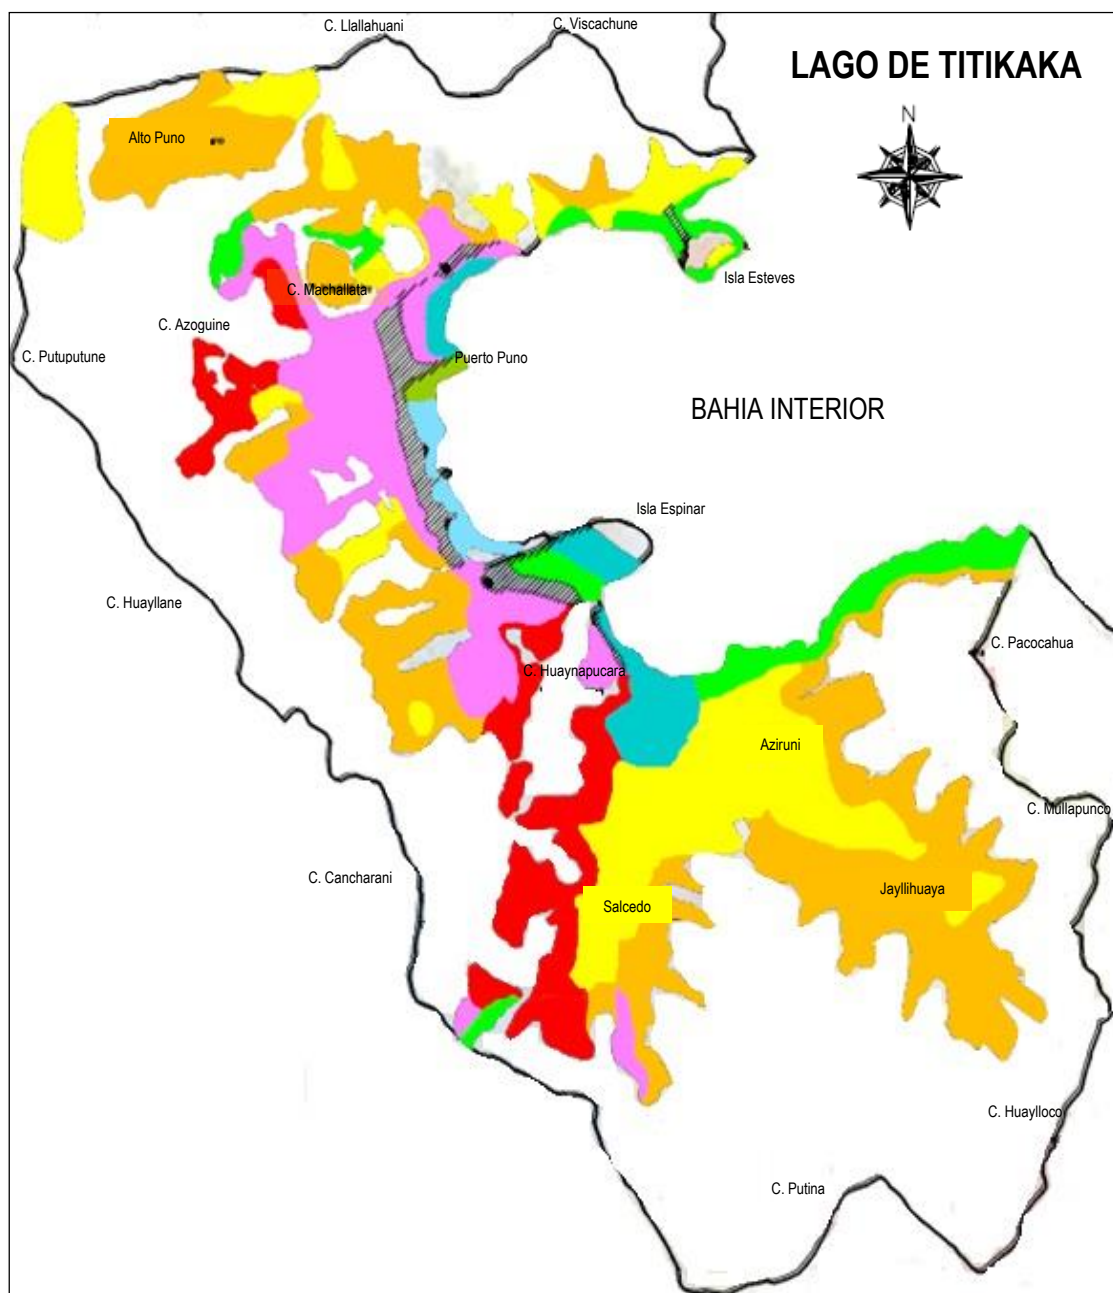 C. Llallahuani
C. Viscachune
LAGO DE TITIKAKA
N
Alto Puno
Isla Esteves
C. Machallata
C. Azoguine
C. Putuputune
Puerto Puno
BAHIA INTERIOR
Isla Espinar
C. Huayllane
C. Pacocahua
C. Huaynapucara
Aziruni
C. Mullapunco
C. Cancharani
Jayllihuaya
Salcedo
C. Huaylloco
C. Putina